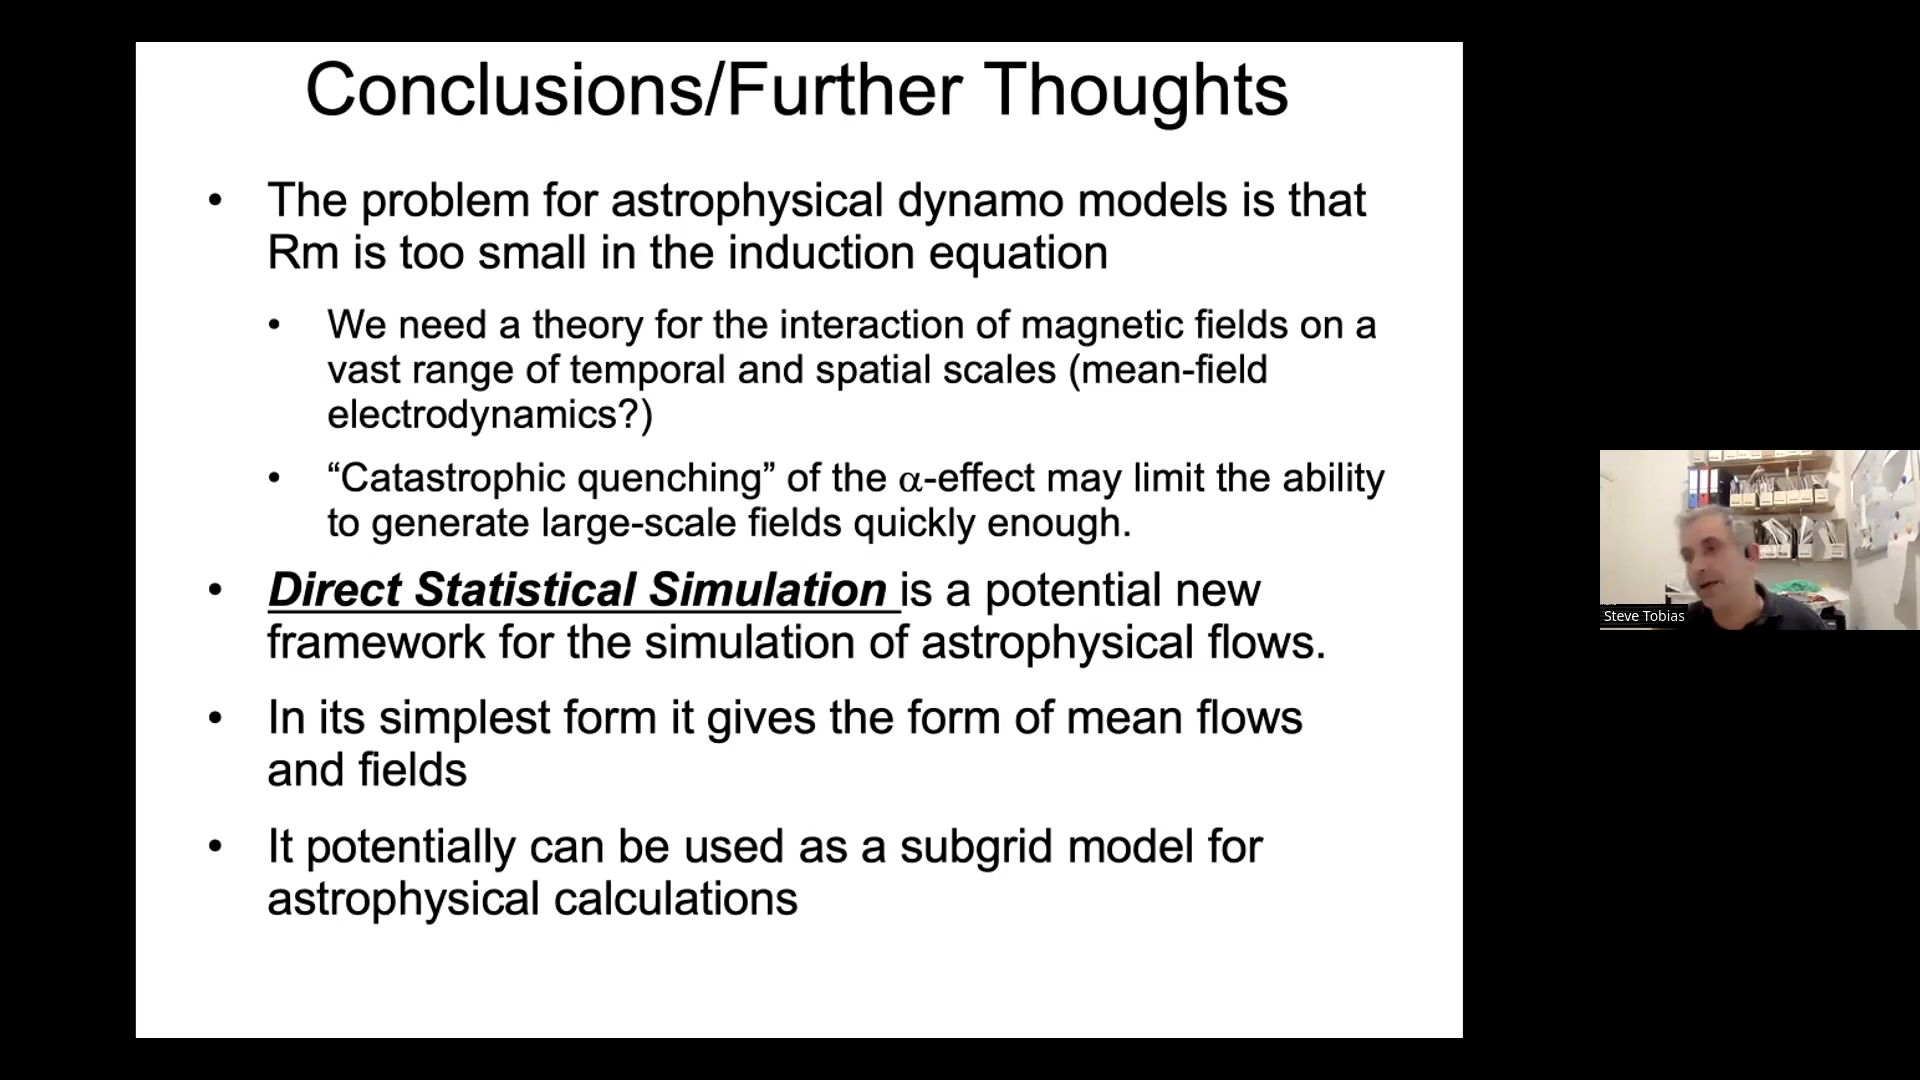 Conclusions/Further Thoughts
• The problem for astrophysical dynamo models is that
Rm is too small in the induction equation
• We need a theory for the interaction of magnetic fields on a
vast range of temporal and spatial scales (mean-field
electrodynamics?)
• “Catastrophic quenching” of the α-effect may limit the ability
to generate large-scale fields quickly enough.
• Direct Statistical Simulation is a potential new
framework for the simulation of astrophysical flows.
• In its simplest form it gives the form of mean flows
and fields
• It potentially can be used as a subgrid model for
astrophysical calculations
Steve Tobias